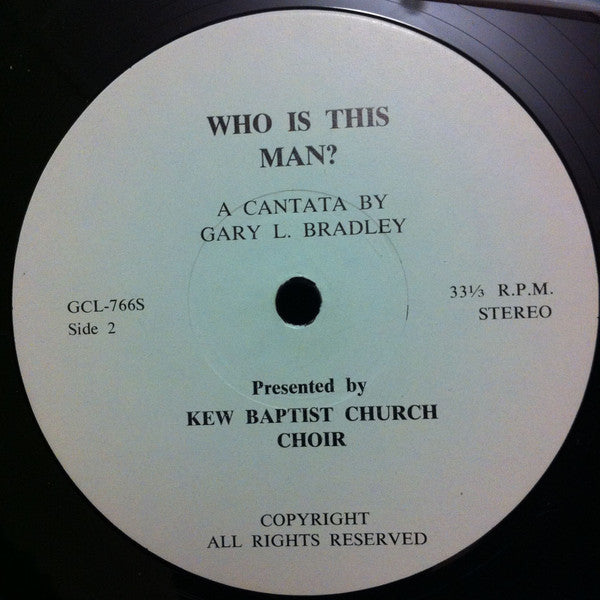 WHO IS THIS
MAN?
A CANTATA BY
GARY L. BRADLEY
GCL-766S
Side 2
33⅓ R.P.M.
STEREO
Presented by
KEW BAPTIST CHURCH
CHOIR
COPYRIGHT
ALL RIGHTS RESERVED